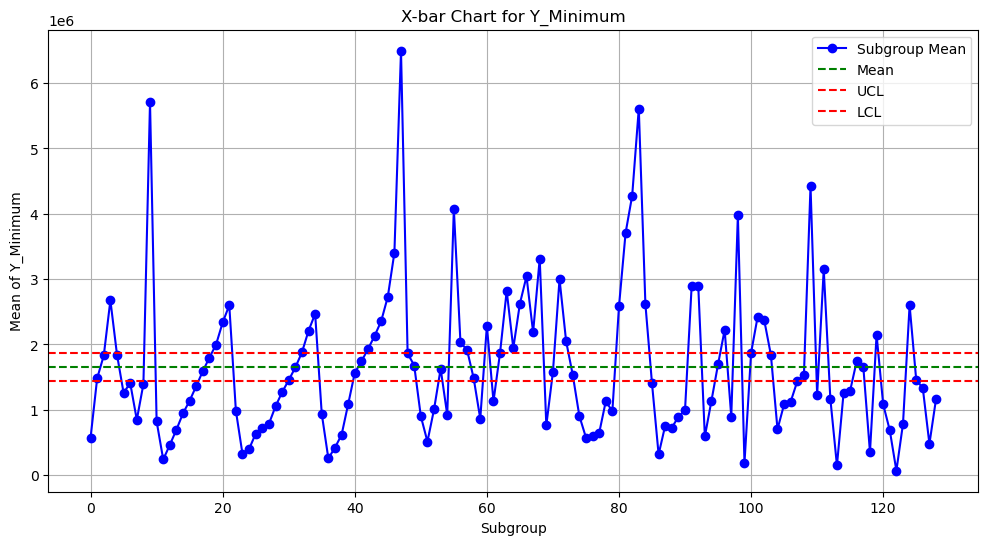 X-bar Chart for Y_Minimum
1e6
Subgroup Mean
Mean
UCL
LCL
6
5
4
3
2
1
0
Mean of Y_Minimum
0 20 40 60 80 100 120
Subgroup